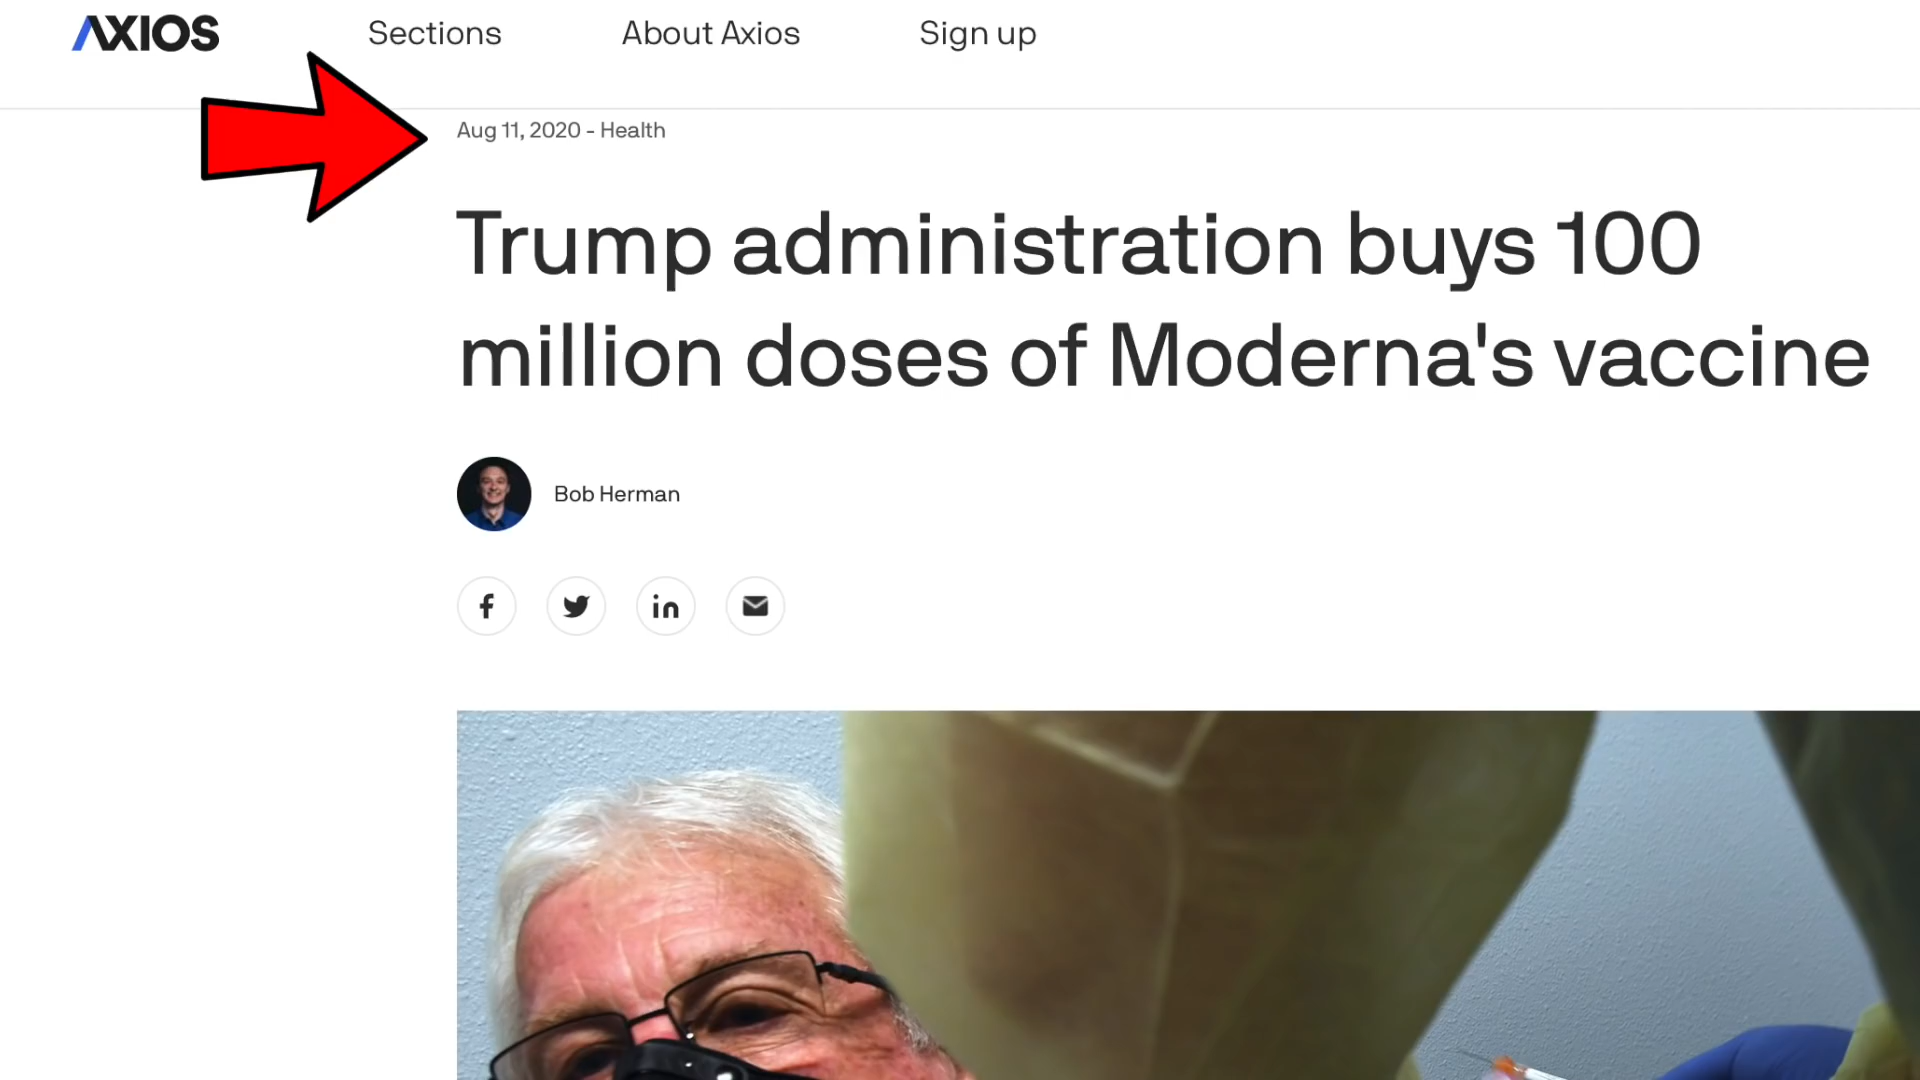 AXIOS Sections About Axios Sign up
Aug 11, 2020 - Health
Trump administration buys 100
million doses of Moderna's vaccine
Bob Herman